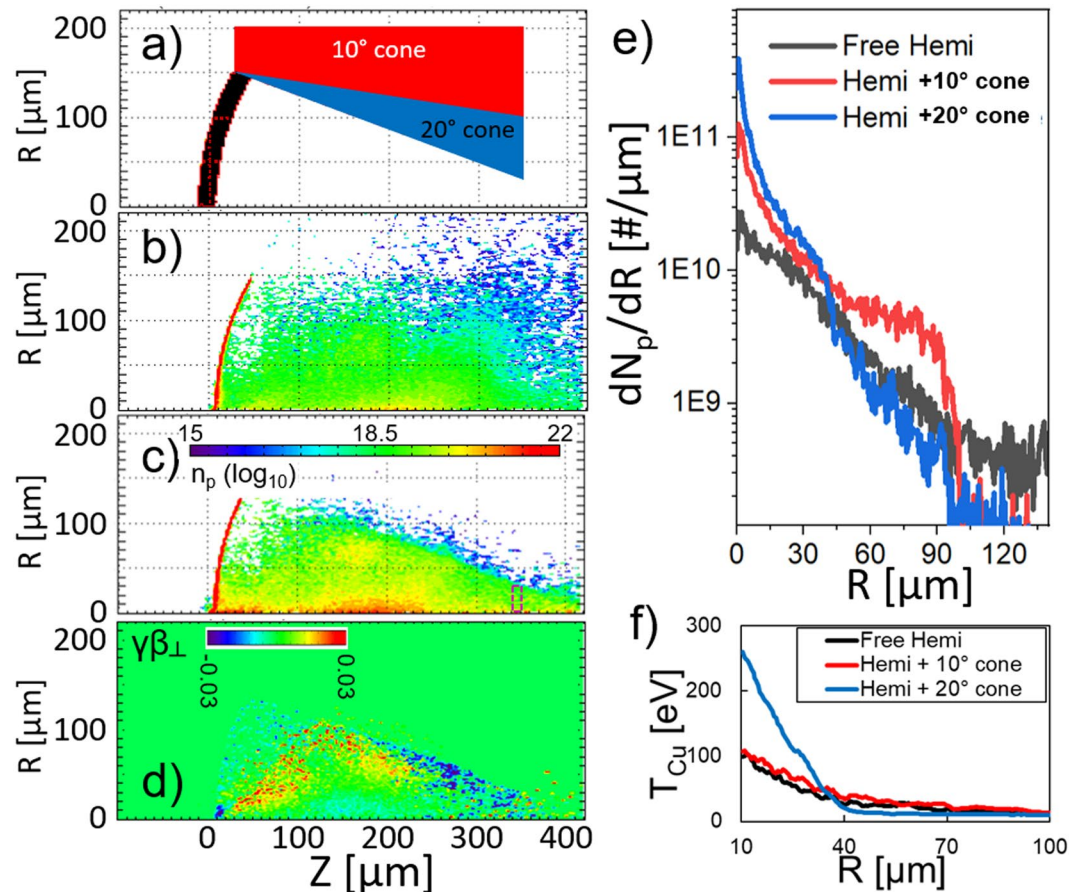 a)
R [μm]
200
100
0
10° cone
20° cone
b)
R [μm]
200
100
0
c)
15
18.5
22
n_p (log₁₀)
R [μm]
200
100
0
d)
γβ⊥
-0.03
0.03
R [μm]
200
100
0
0
100
200
300
400
Z [μm]
e)
Free Hemi
Hemi +10° cone
Hemi +20° cone
dN_p/dR [#/μm]
1E11
1E10
1E9
0
30
60
90
120
R [μm]
f)
Free Hemi
Hemi + 10° cone
Hemi + 20° cone
T_Cu [eV]
300
200
100
0
10
40
70
100
R [μm]